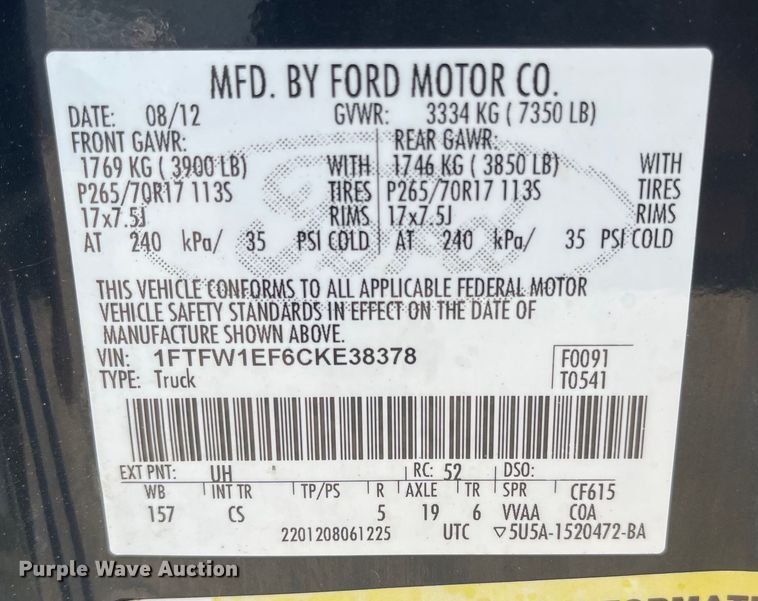 MFD. BY FORD MOTOR CO.
DATE: 08/12 GVWR: 3334 KG ( 7350 LB)
FRONT GAWR: REAR GAWR:
1769 KG ( 3900 LB) WITH 1746 KG ( 3850 LB) WITH
P265/70R17 113S TIRES P265/70R17 113S TIRES
17x7.5J RIMS 17x7.5J RIMS
AT 240 kPa/ 35 PSI COLD AT 240 kPa/ 35 PSI COLD
Ford
THIS VEHICLE CONFORMS TO ALL APPLICABLE FEDERAL MOTOR
VEHICLE SAFETY STANDARDS IN EFFECT ON THE DATE OF
MANUFACTURE SHOWN ABOVE.
VIN: 1FTFW1EF6CKE38378 F0091
TYPE: Truck T0541
EXT PNT: UH RC: 52 DSO:
WB INT TR TP/PS R AXLE TR SPR CF615
157 CS 5 19 6 VVAA COA
2201208061225 UTC ▽5U5A-1520472-BA
Purple Wave Auction